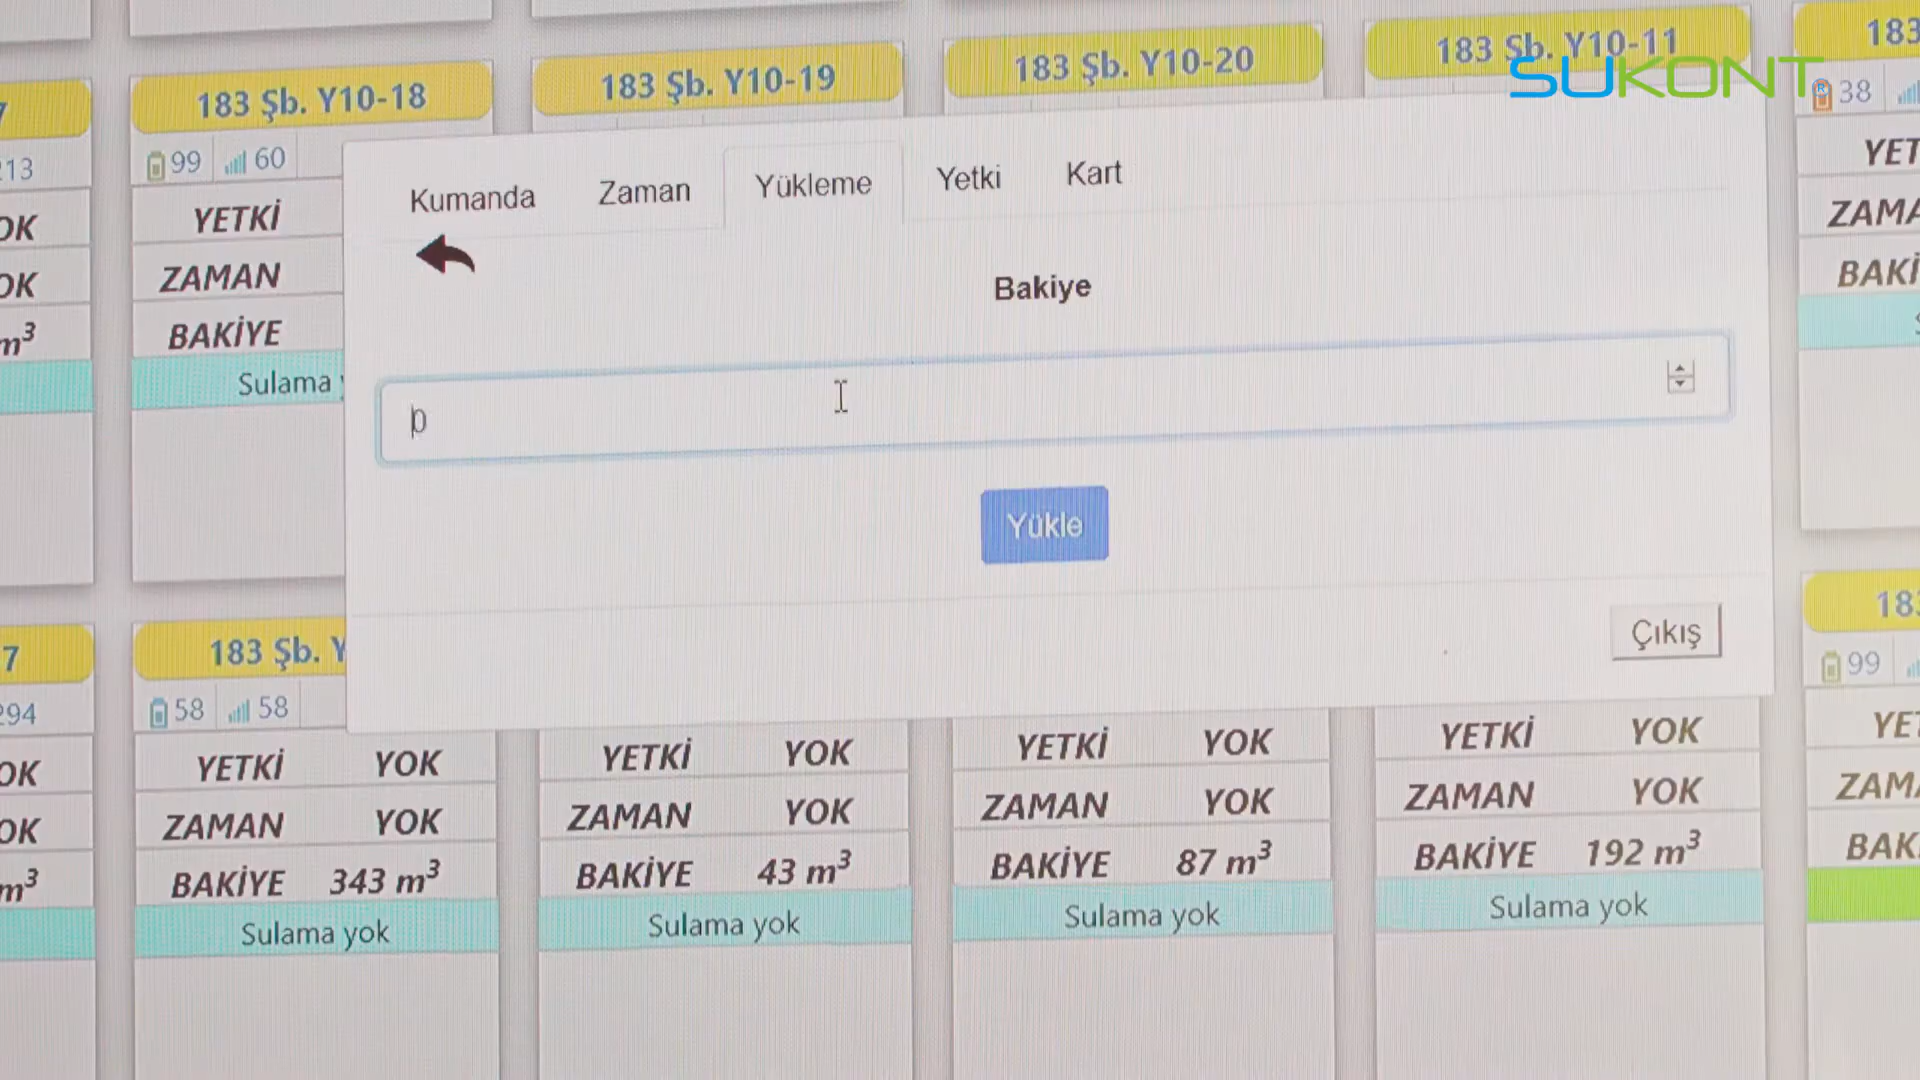 183 Şb. Y10-18
183 Şb. Y10-19
183 Şb. Y10-20
183 Şb. Y10-11
183
SUKONT
99
60
38
Kumanda
Zaman
Yükleme
Yetki
Kart
Bakiye
0
Yükle
Çıkış
YETKİ
ZAMAN
BAKİYE
Sulama
m³
7
183 Şb.
58
58
294
YETKİ YOK
ZAMAN YOK
BAKİYE 343 m³
Sulama yok
YETKİ YOK
ZAMAN YOK
BAKİYE 43 m³
Sulama yok
YETKİ YOK
ZAMAN YOK
BAKİYE 87 m³
Sulama yok
YETKİ YOK
ZAMAN YOK
BAKİYE 192 m³
Sulama yok
99
m³